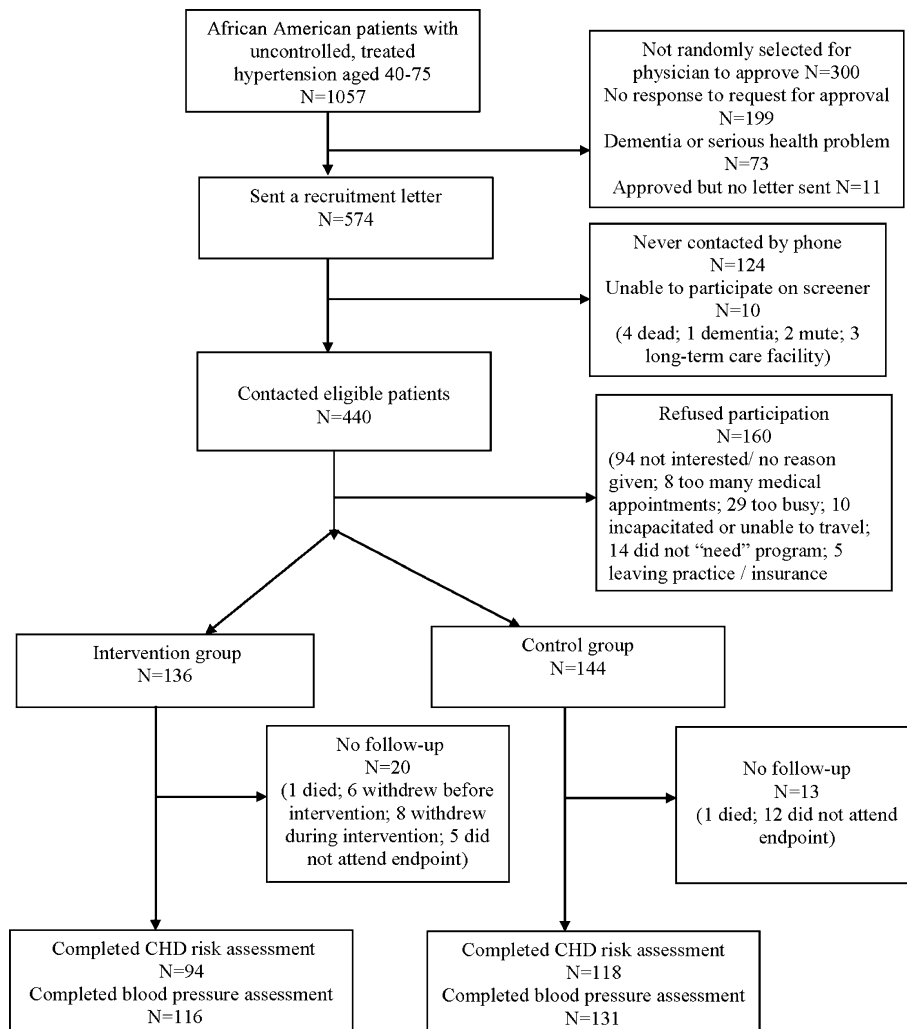 African American patients with
uncontrolled, treated
hypertension aged 40-75
N=1057
Not randomly selected for
physician to approve N=300
No response to request for approval
N=199
Dementia or serious health problem
N=73
Approved but no letter sent N=11
Sent a recruitment letter
N=574
Never contacted by phone
N=124
Unable to participate on screener
N=10
(4 dead; 1 dementia; 2 mute; 3
long-term care facility)
Contacted eligible patients
N=440
Refused participation
N=160
(94 not interested/ no reason
given; 8 too many medical
appointments; 29 too busy; 10
incapacitated or unable to travel;
14 did not “need” program; 5
leaving practice / insurance
Intervention group
N=136
Control group
N=144
No follow-up
N=20
(1 died; 6 withdrew before
intervention; 8 withdrew
during intervention; 5 did
not attend endpoint)
No follow-up
N=13
(1 died; 12 did not attend
endpoint)
Completed CHD risk assessment
N=94
Completed blood pressure assessment
N=116
Completed CHD risk assessment
N=118
Completed blood pressure assessment
N=131